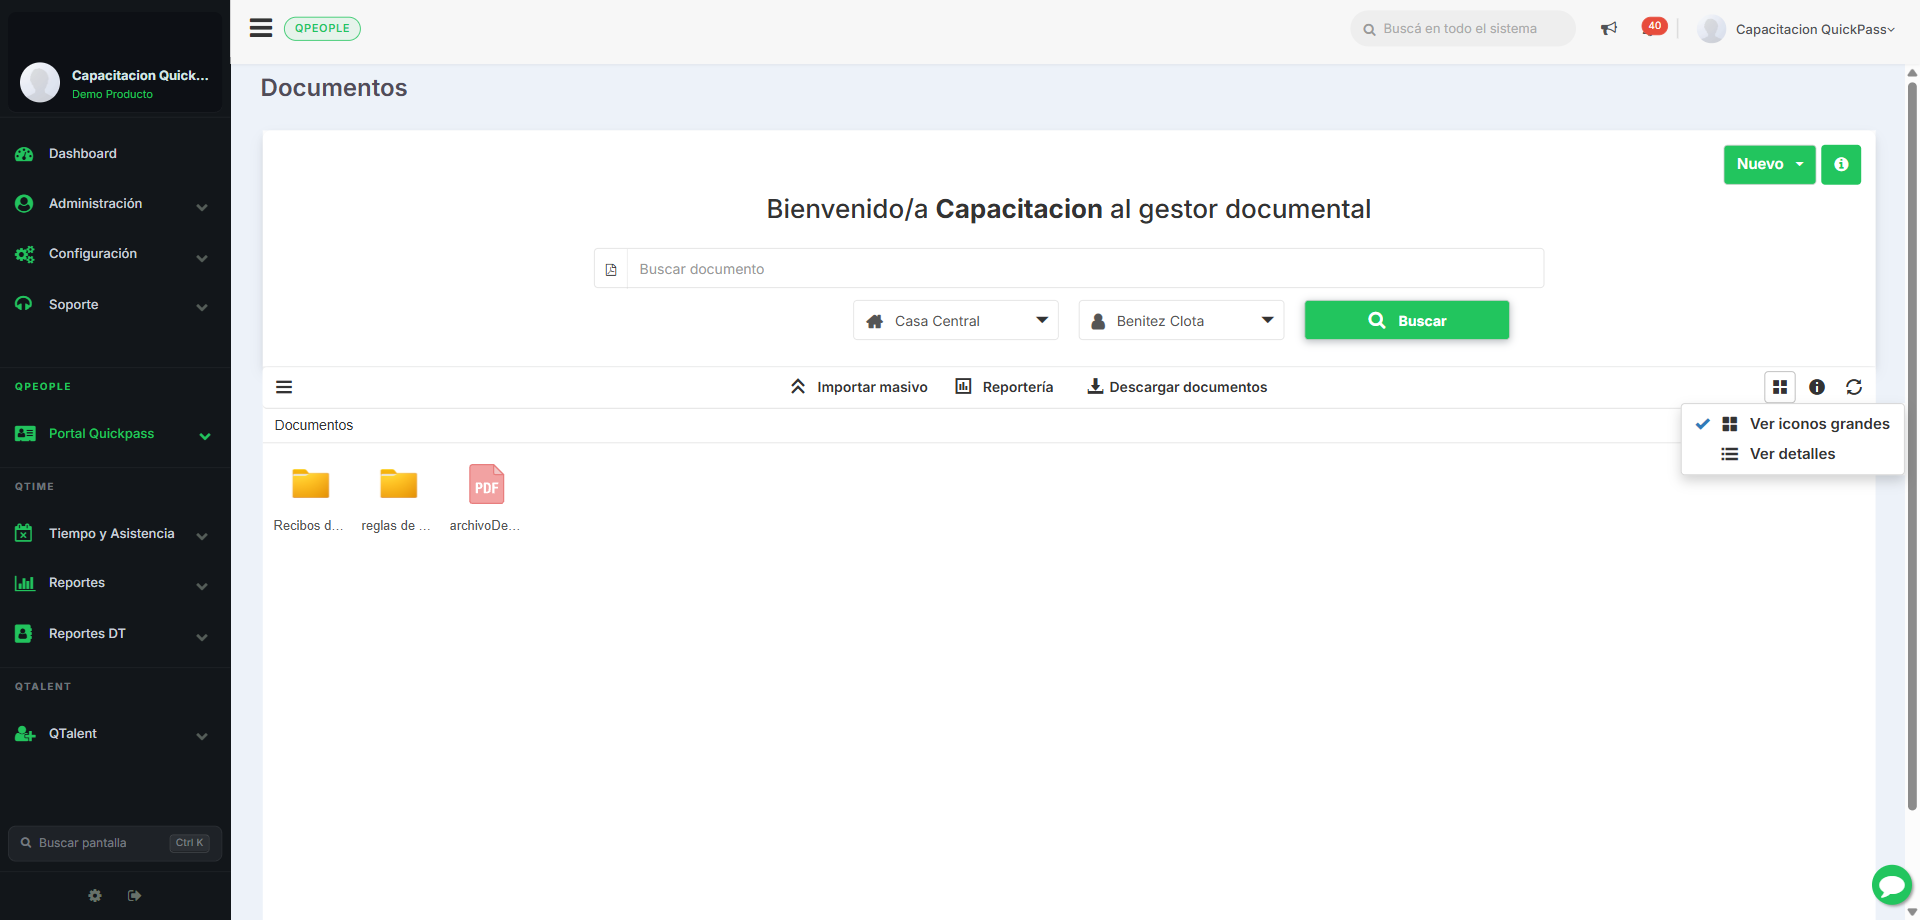 Capacitacion Quick...
Demo Producto
Dashboard
Administración
Configuración
Soporte
QPEOPLE
Portal Quickpass
QTIME
Tiempo y Asistencia
Reportes
Reportes DT
QTALENT
QTalent
Buscar pantalla
Ctrl K
QPEOPLE
Buscá en todo el sistema
40
Capacitacion QuickPass
Documentos
Nuevo
Bienvenido/a Capacitacion al gestor documental
Buscar documento
Casa Central
Benitez Clota
Buscar
Importar masivo
Reportería
Descargar documentos
Documentos
Ver iconos grandes
Ver detalles
PDF
Recibos d...
reglas de ...
archivoDe...